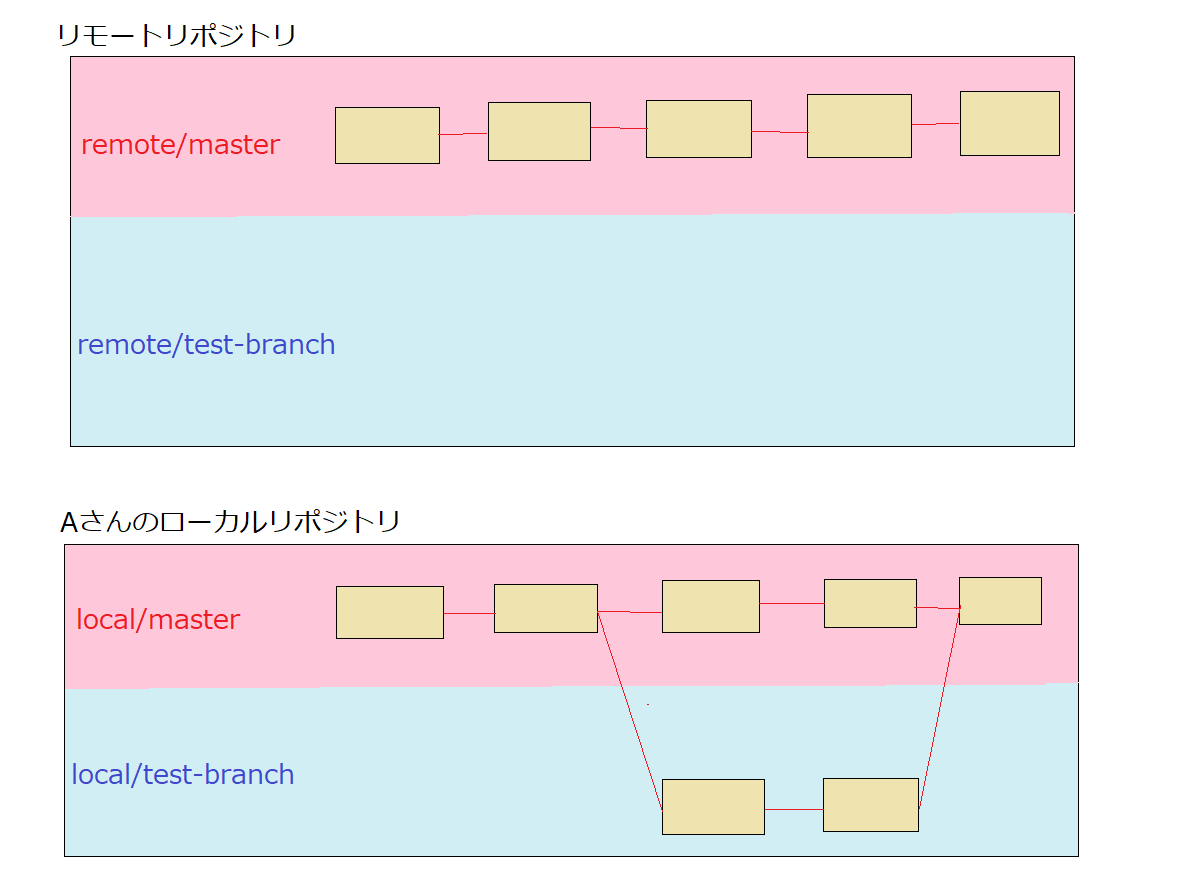 リモートリポジトリ
remote/master
remote/test-branch
Aさんのローカルリポジトリ
local/master
local/test-branch